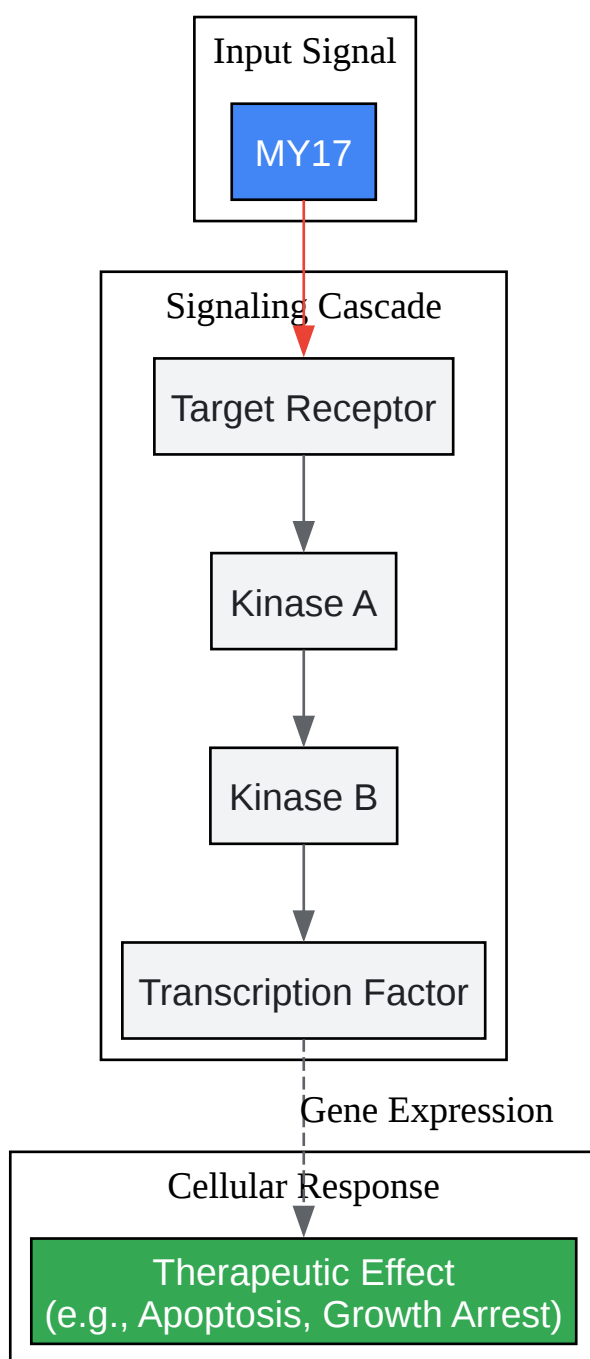 Input Signal
MY17
Signaling Cascade
Target Receptor
Kinase A
Kinase B
Transcription Factor
Gene Expression
Cellular Response
Therapeutic Effect
(e.g., Apoptosis, Growth Arrest)